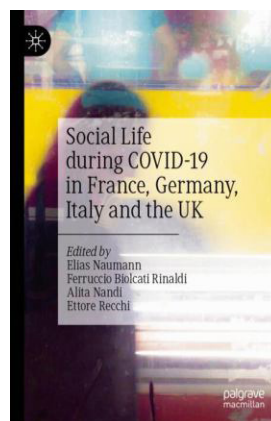 Social Life
during COVID-19
in France, Germany,
Italy and the UK
Edited by
Elias Naumann
Ferruccio Biolcati Rinaldi
Alita Nandi
Ettore Recchi
palgrave
macmillan